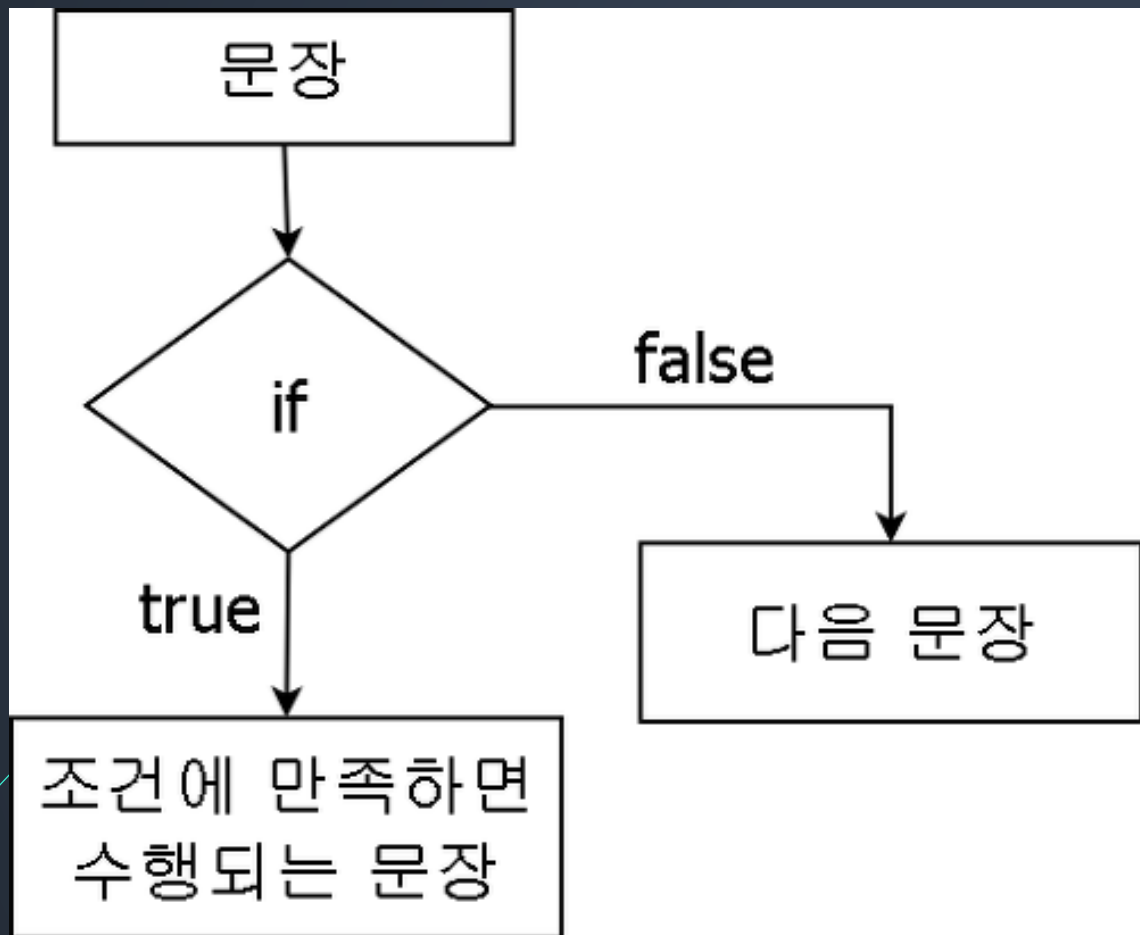 문장
if
false
true
다음 문장
조건에 만족하면
수행되는 문장